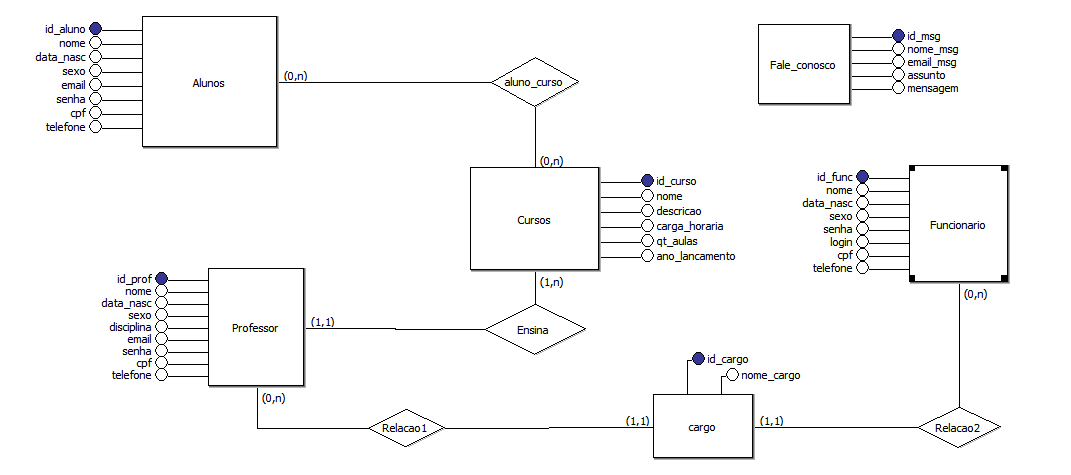 id_aluno
nome
data_nasc
sexo
email
senha
cpf
telefone
Alunos
(0,n)
aluno_curso
(0,n)
Fale_conosco
id_msg
nome_msg
email_msg
assunto
mensagem
Cursos
id_curso
nome
descricao
carga_horaria
qt_aulas
ano_lancamento
(1,n)
id_func
nome
data_nasc
sexo
senha
login
cpf
telefone
Funcionario
(0,n)
id_prof
nome
data_nasc
sexo
disciplina
email
senha
cpf
telefone
Professor
(1,1)
Ensina
(0,n)
Relacao1
(1,1)
id_cargo
nome_cargo
cargo
(1,1)
Relacao2